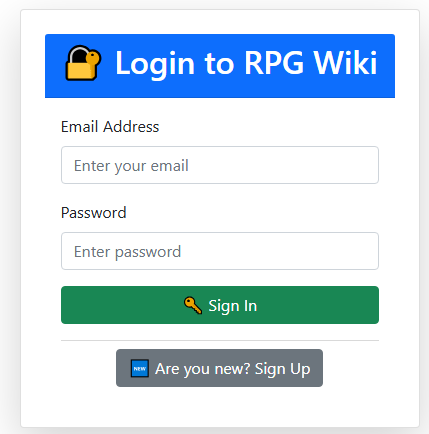 🔐 Login to RPG Wiki
Email Address
Enter your email
Password
Enter password
🔑 Sign In
🆕 Are you new? Sign Up